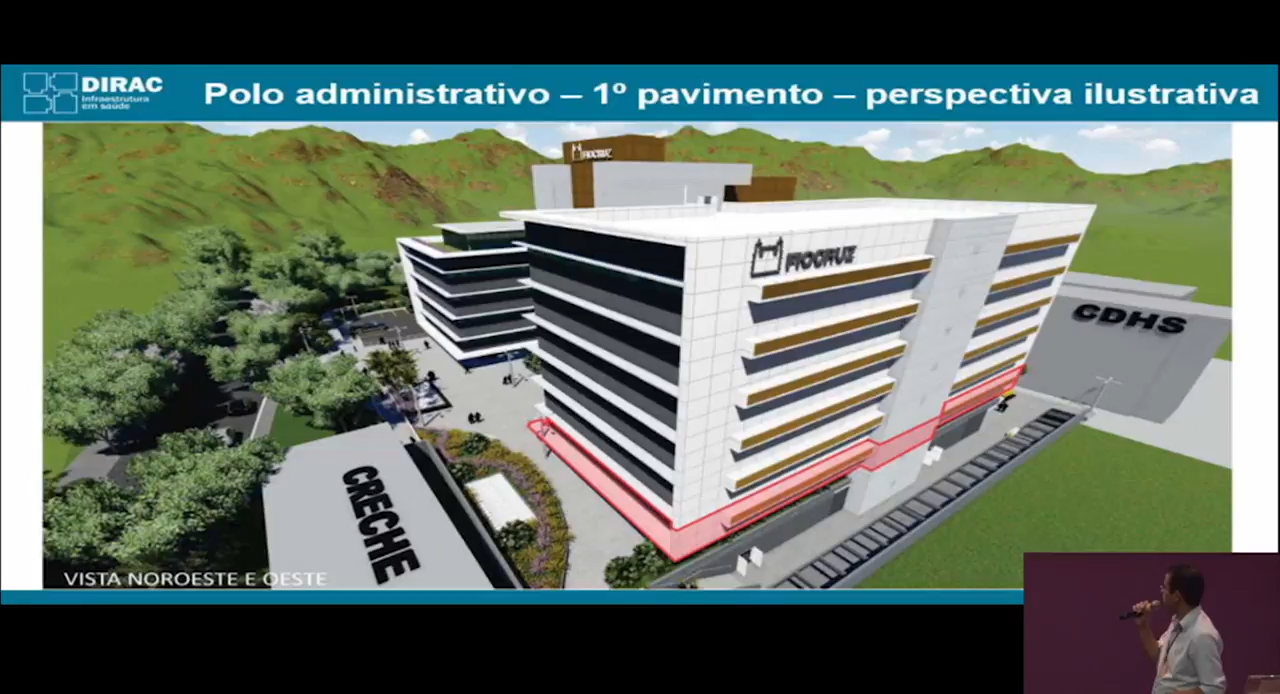 DIRAC
Infraestrutura
em saúde
Polo administrativo – 1º pavimento – perspectiva ilustrativa
FIOCRUZ
FIOCRUZ
CDHS
CRECHE
VISTA NOROESTE E OESTE